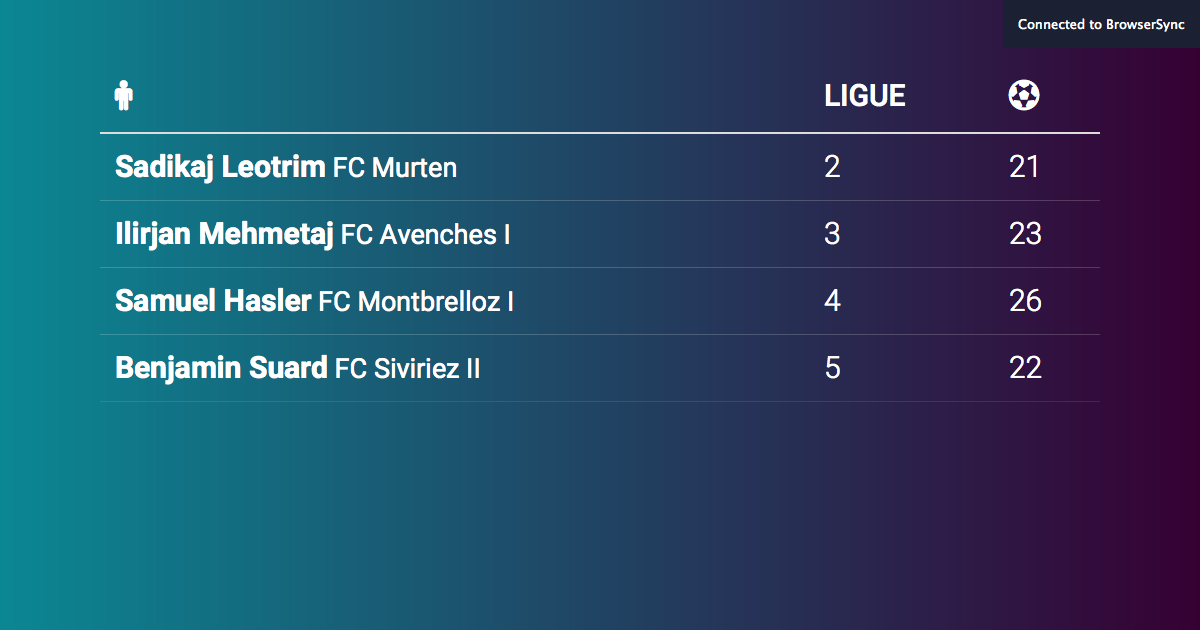 Connected to BrowserSync
LIGUE
Sadikaj Leotrim FC Murten 2 21
Ilirjan Mehmetaj FC Avenches I 3 23
Samuel Hasler FC Montbrelloz I 4 26
Benjamin Suard FC Siviriez II 5 22